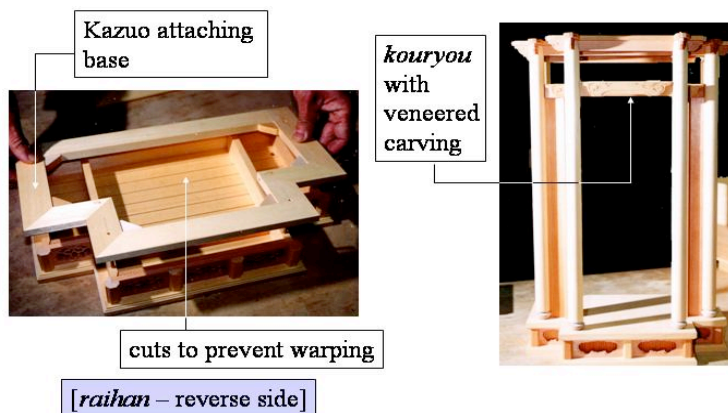 Kazuo attaching
base
kouryou
with
veneered
carving
cuts to prevent warping
[raihan – reverse side]